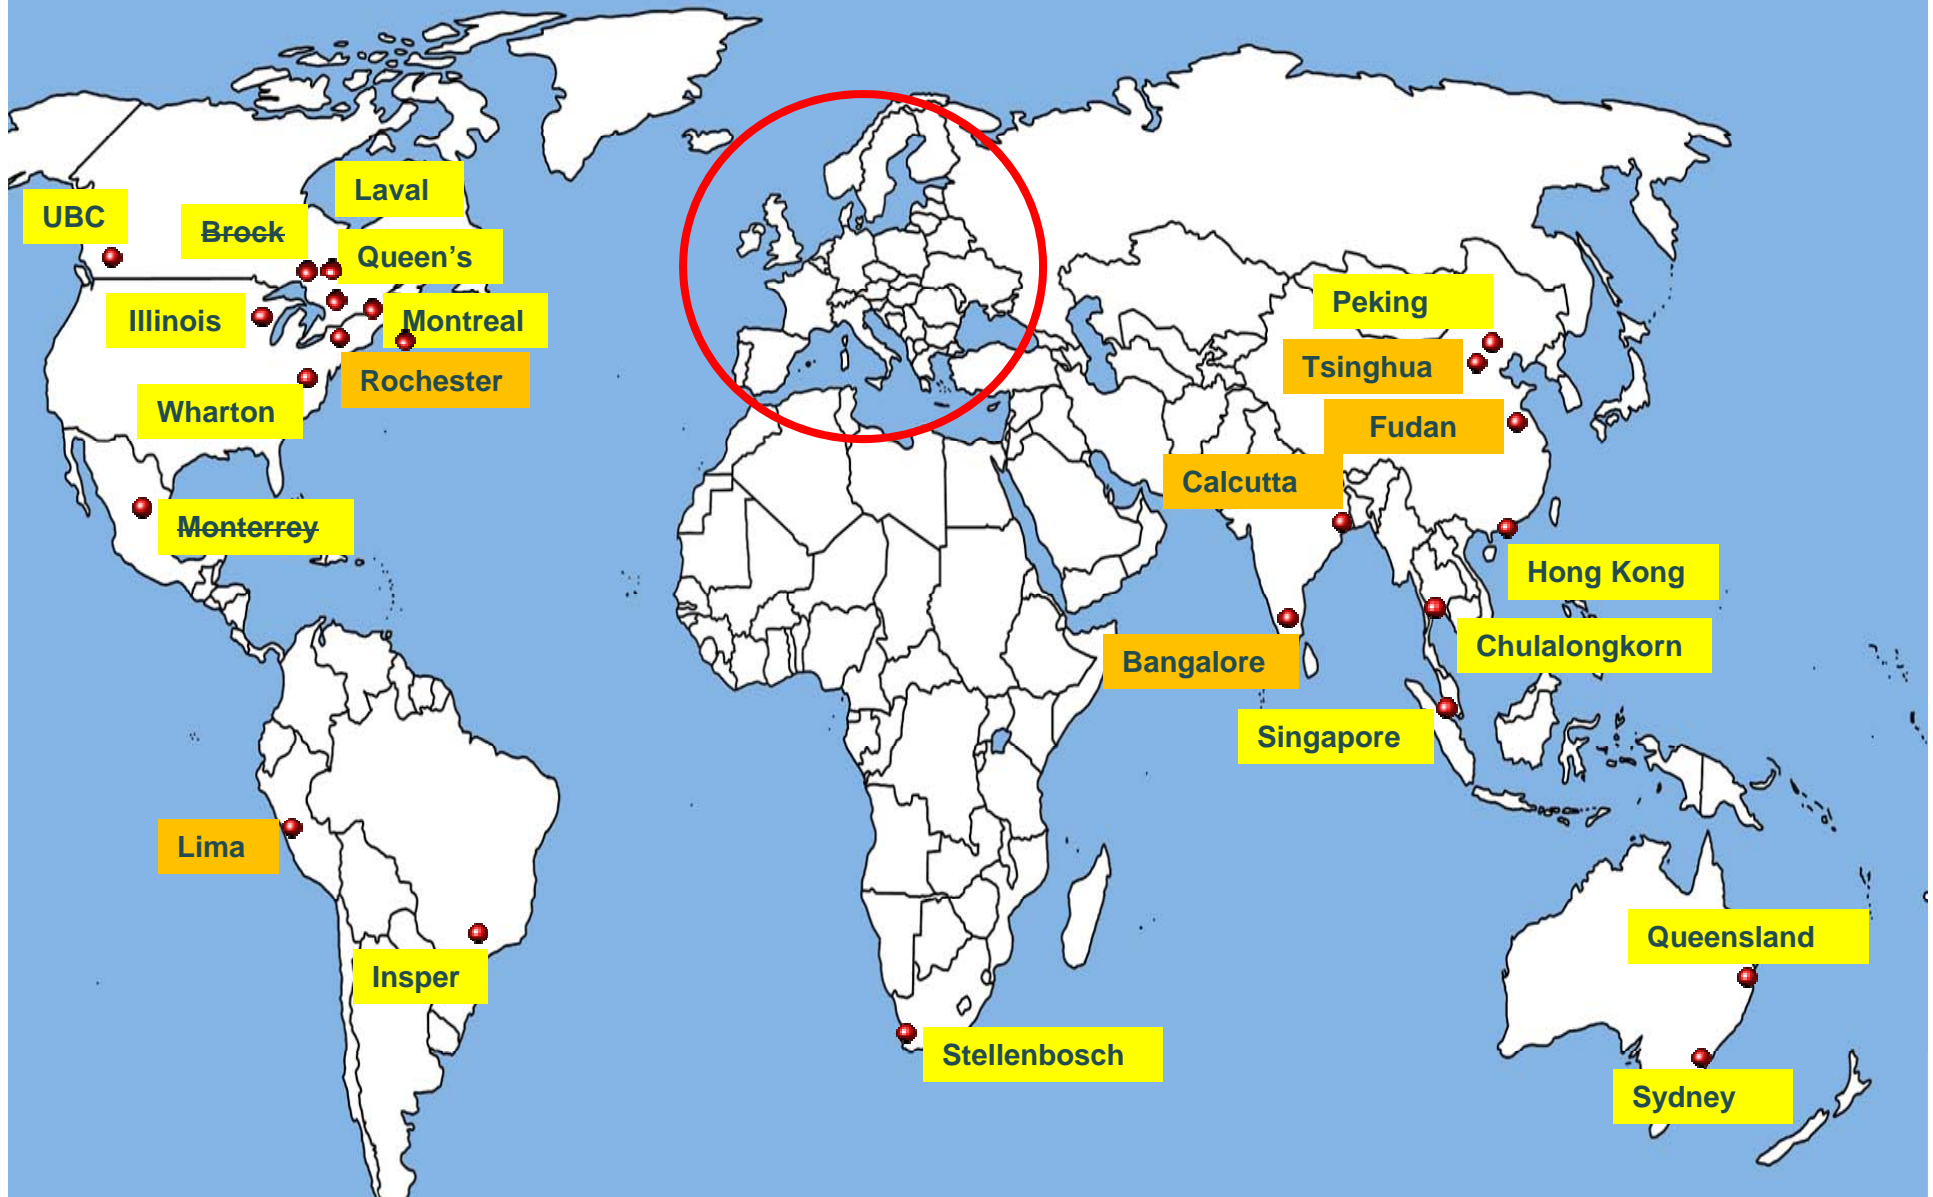 Laval
UBC
Brock
Queen's
Illinois
Montreal
Rochester
Wharton
Monterrey
Lima
Insper
Stellenbosch
Peking
Tsinghua
Fudan
Calcutta
Hong Kong
Chulalongkorn
Bangalore
Singapore
Queensland
Sydney